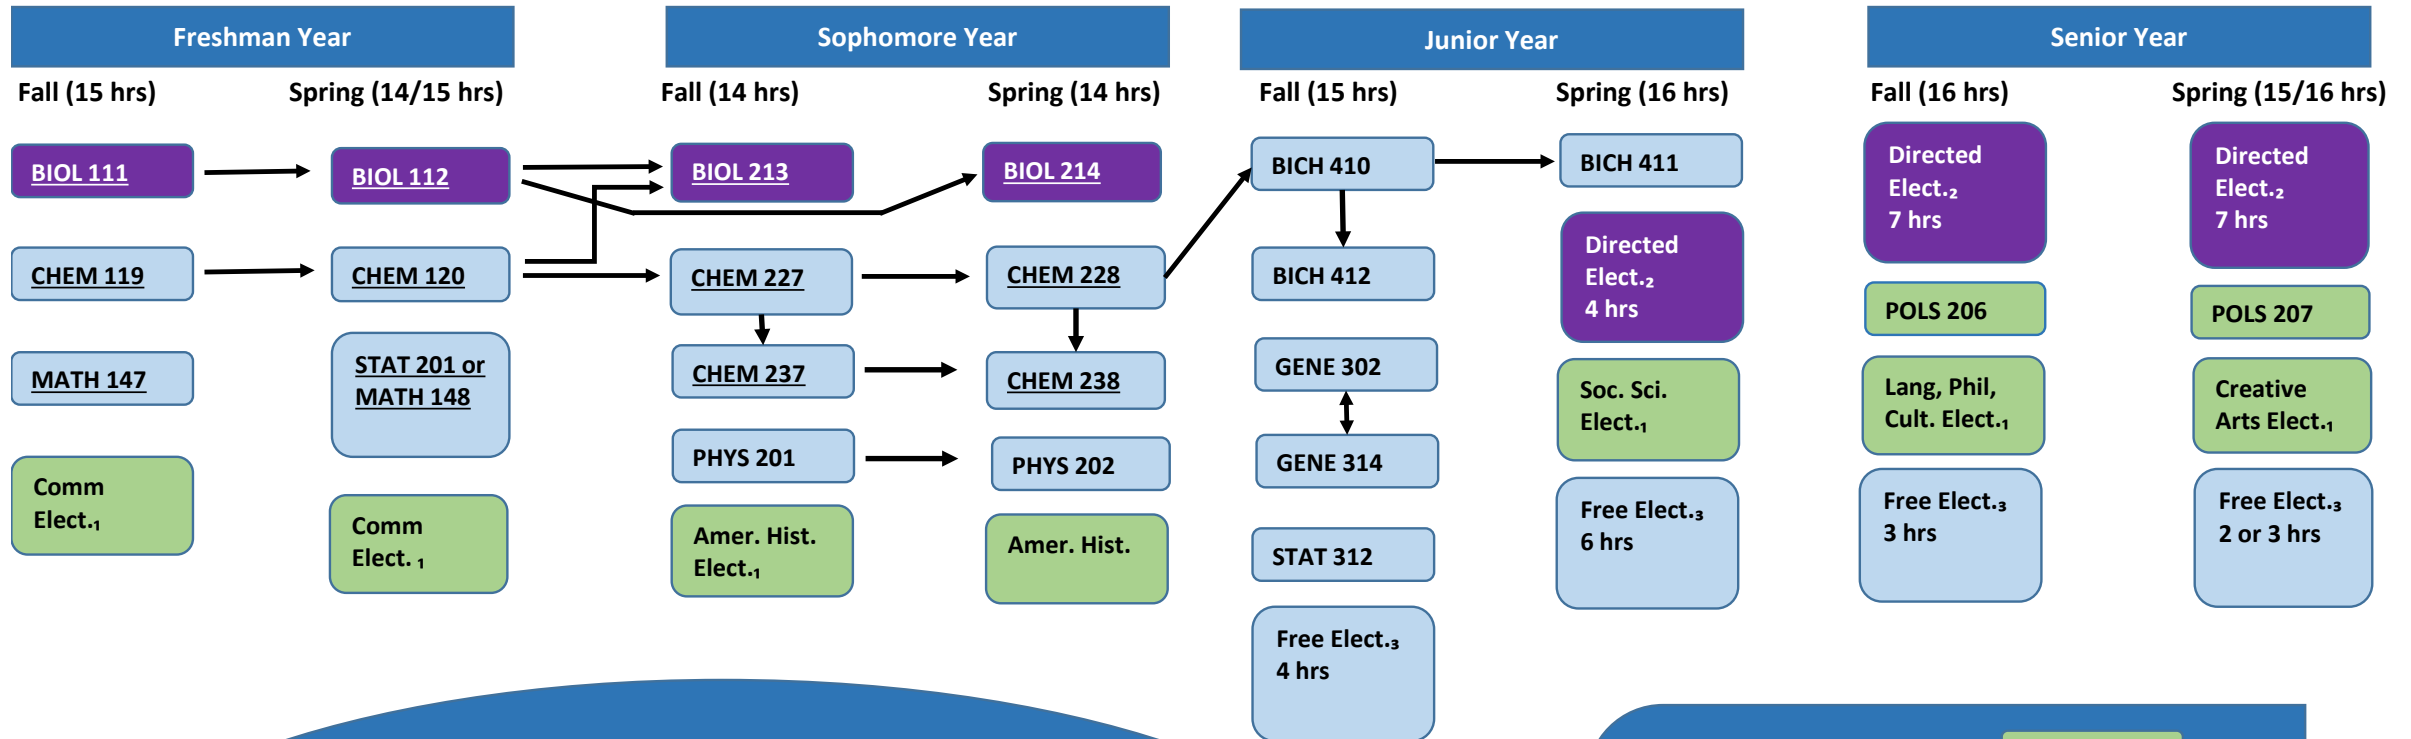 Freshman Year
Sophomore Year
Junior Year
Senior Year
Fall (15 hrs)
Spring (14/15 hrs)
Fall (14 hrs)
Spring (14 hrs)
Fall (15 hrs)
Spring (16 hrs)
Fall (16 hrs)
Spring (15/16 hrs)
BIOL 111
CHEM 119
MATH 147
Comm
Elect.₁
BIOL 112
CHEM 120
STAT 201 or
MATH 148
Comm
Elect. ₁
BIOL 213
CHEM 227
CHEM 237
PHYS 201
Amer. Hist.
Elect.₁
BIOL 214
CHEM 228
CHEM 238
PHYS 202
Amer. Hist.
BICH 410
BICH 412
GENE 302
GENE 314
STAT 312
Free Elect.₃
4 hrs
BICH 411
Directed
Elect.₂
4 hrs
Soc. Sci.
Elect.₁
Free Elect.₃
6 hrs
Directed
Elect.₂
7 hrs
POLS 206
Lang, Phil,
Cult. Elect.₁
Free Elect.₃
3 hrs
Directed
Elect.₂
7 hrs
POLS 207
Creative
Arts Elect.₁
Free Elect.₃
2 or 3 hrs